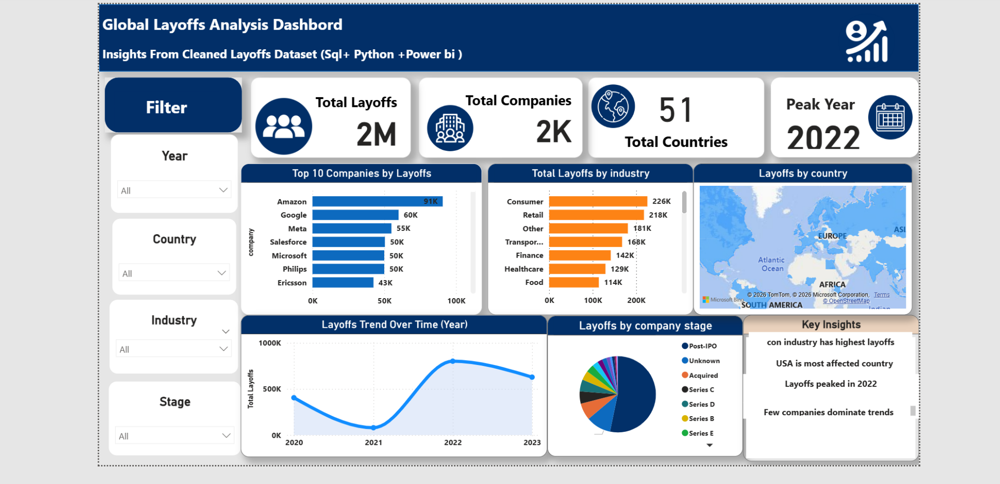 Global Layoffs Analysis Dashbord
Insights From Cleaned Layoffs Dataset (Sql+ Python +Power bi )
Filter
Total Layoffs
2M
Total Companies
2K
51
Total Countries
Peak Year
2022
Year
All
Country
All
Industry
All
Stage
All
Top 10 Companies by Layoffs
company
Amazon 91K
Google 60K
Meta 55K
Salesforce 50K
Microsoft 50K
Philips 50K
Ericsson 43K
0K 50K 100K
Total Layoffs by industry
Consumer 226K
Retail 218K
Other 181K
Transpor... 168K
Finance 142K
Healthcare 129K
Food 114K
0K 100K 200K
Layoffs by country
ASI
EUROPE
Atlantic
Ocean
AFRICA
© 2026 TomTom, © 2026 Microsoft Corporation, Terms
Microsoft Bing
© OpenStreetMap
SOUTH AMERICA
Indian
Layoffs Trend Over Time (Year)
Total Layoffs
1000K
500K
0K
2020 2021 2022 2023
Layoffs by company stage
Post-IPO
Unknown
Acquired
Series C
Series D
Series B
Series E
Key Insights
con industry has highest layoffs
USA is most affected country
Layoffs peaked in 2022
Few companies dominate trends